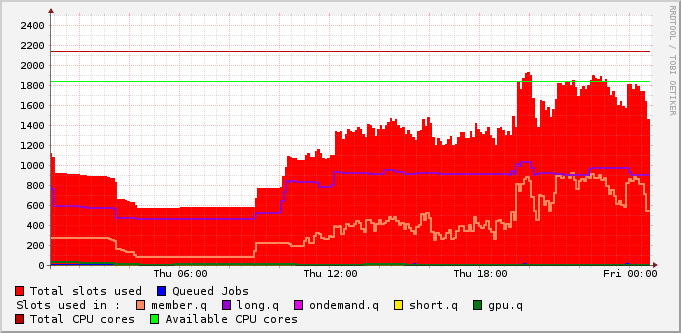 2400
2200
2000
1800
1600
1400
1200
1000
800
600
400
200
0
Thu 06:00 Thu 12:00 Thu 18:00 Fri 00:00
RRDTOOL / TOBI OETIKER
Total slots used Queued Jobs
Slots used in : member.q long.q ondemand.q short.q gpu.q
Total CPU cores Available CPU cores